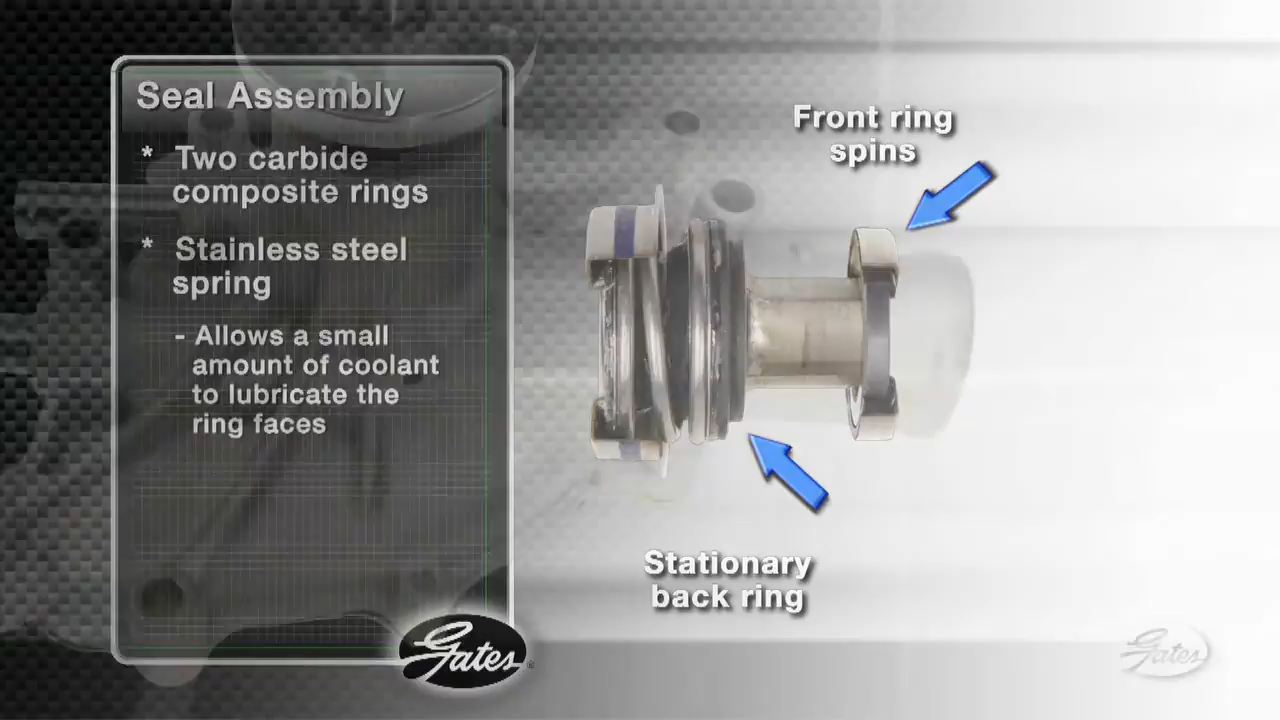 Seal Assembly
* Two carbide
composite rings
* Stainless steel
spring
- Allows a small
amount of coolant
to lubricate the
ring faces
Front ring
spins
Stationary
back ring
Gates®
Gates